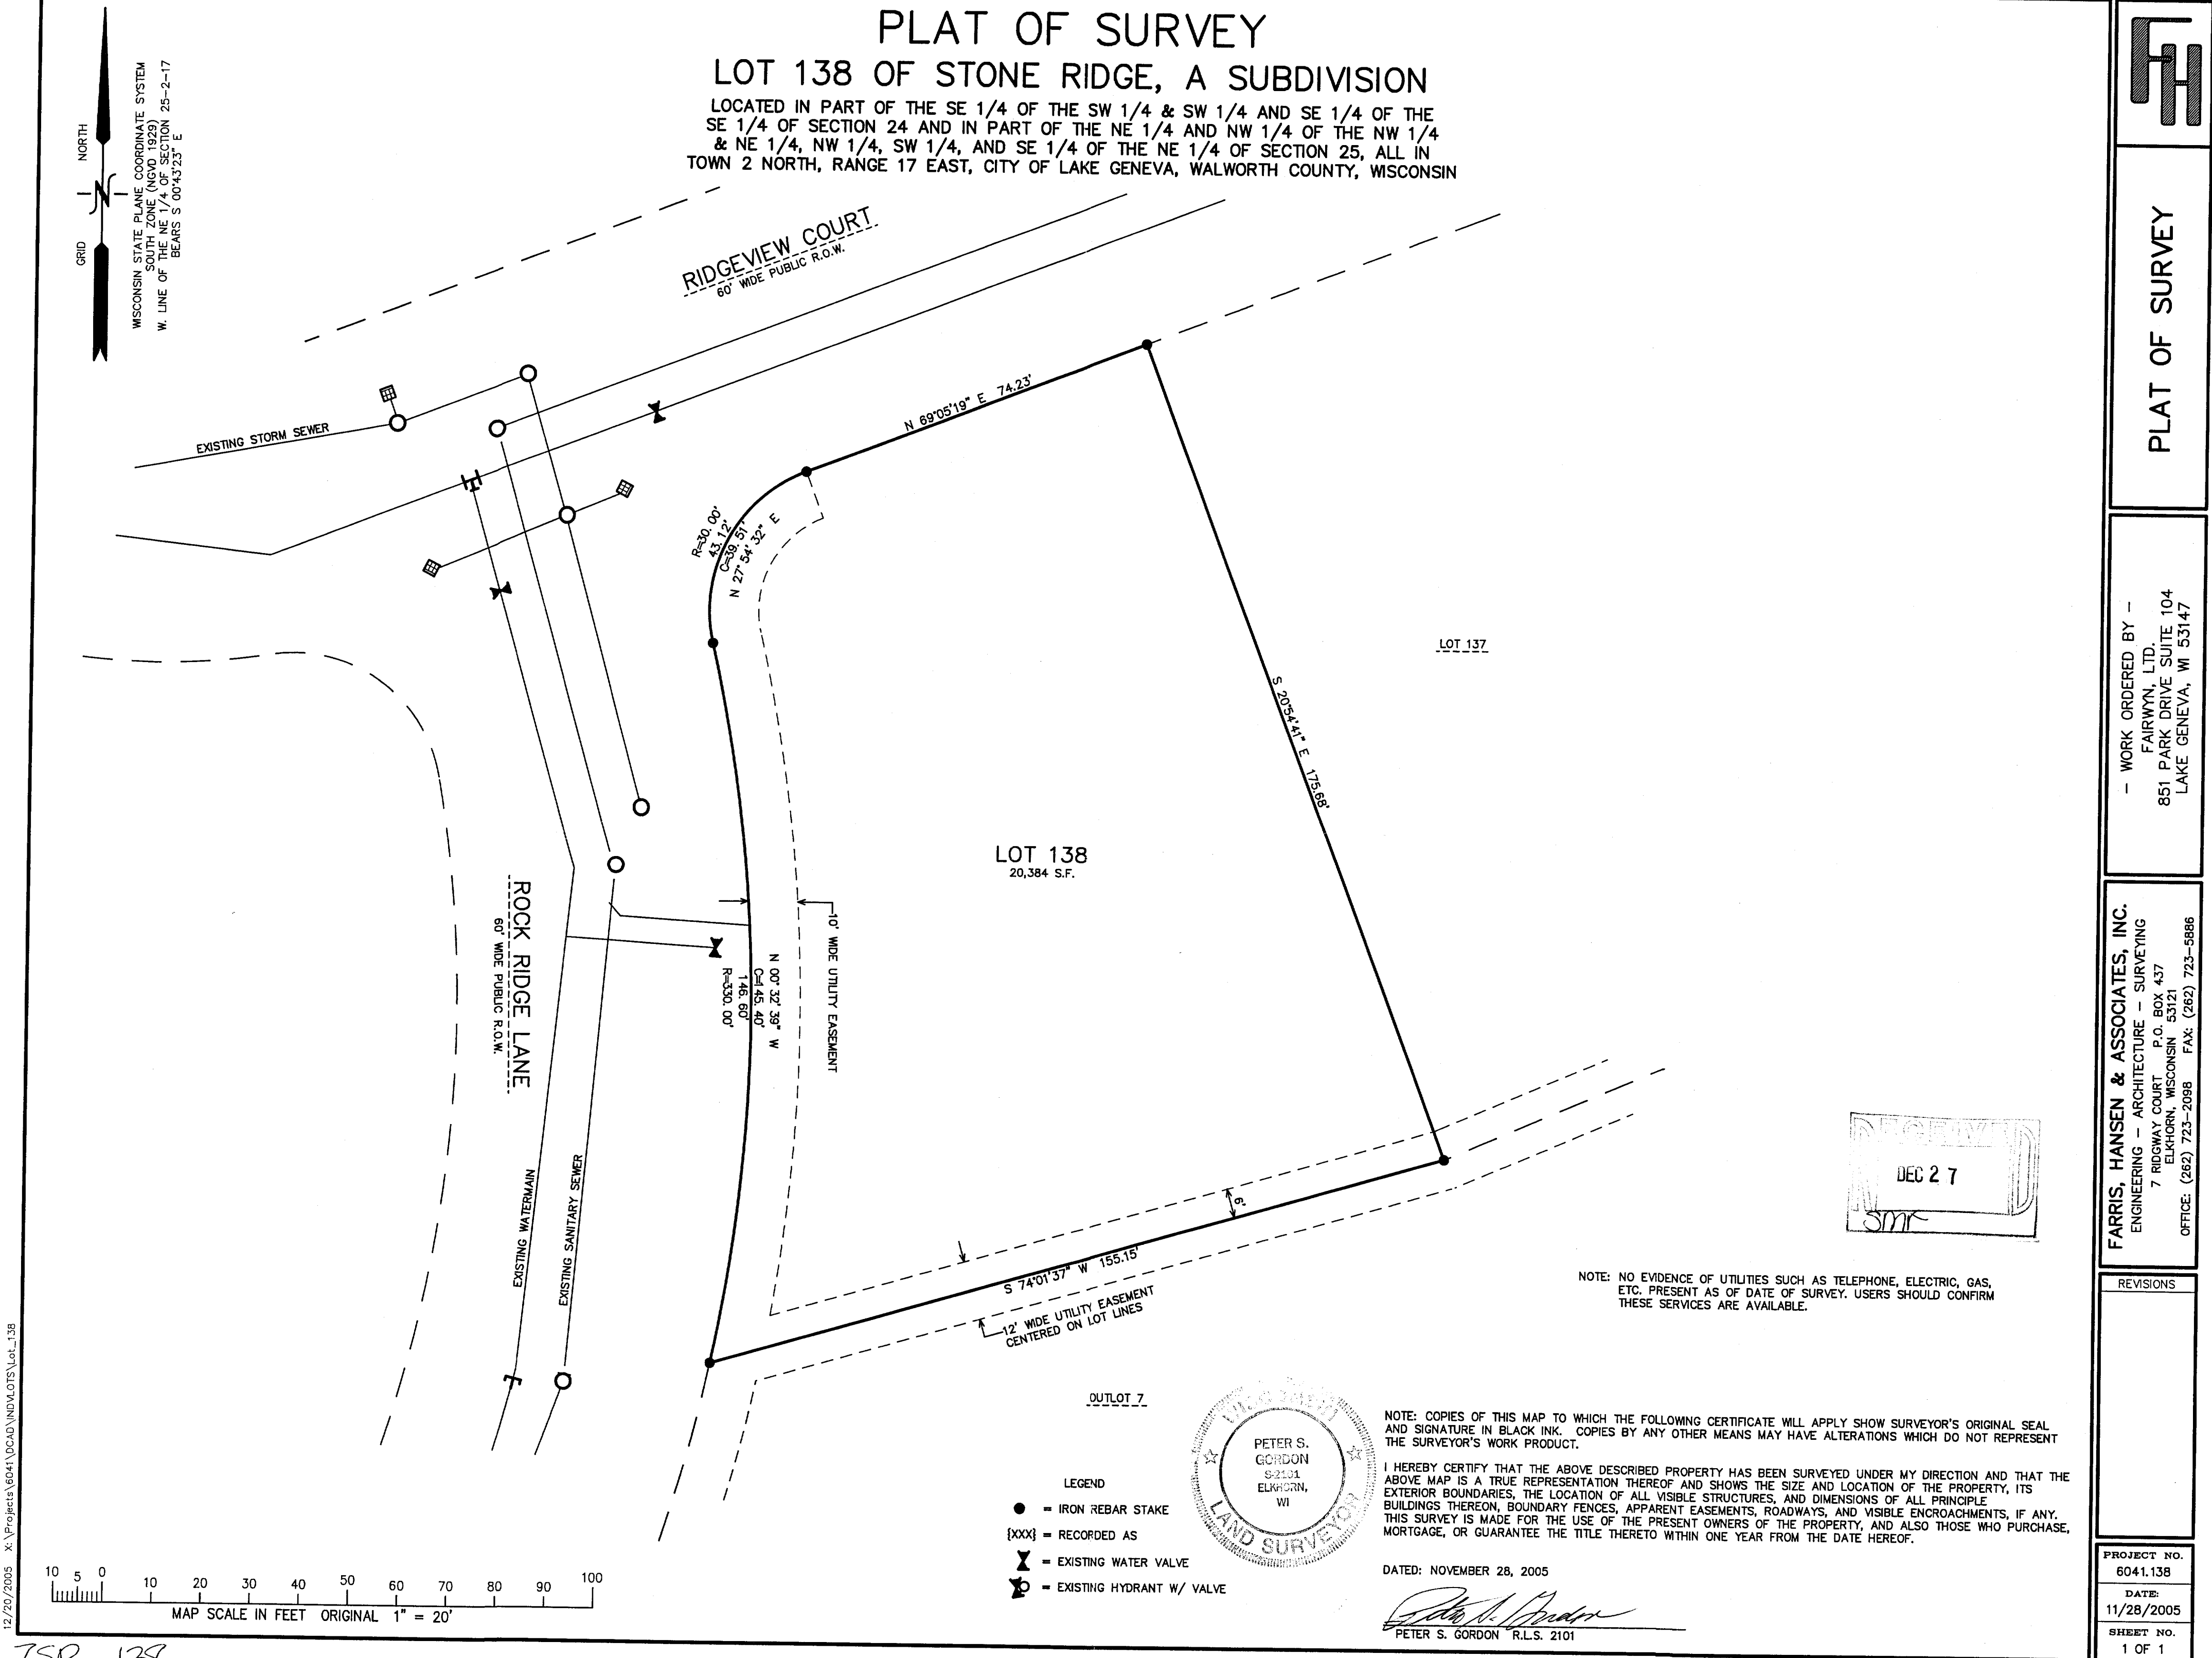 PLAT OF SURVEY
LOT 138 OF STONE RIDGE, A SUBDIVISION
LOCATED IN PART OF THE SE 1/4 OF THE SW 1/4 & SW 1/4 AND SE 1/4 OF THE
SE 1/4 OF SECTION 24 AND IN PART OF THE NE 1/4 AND NW 1/4 OF THE NW 1/4
& NE 1/4, NW 1/4, SW 1/4, AND SE 1/4 OF THE NE 1/4 OF SECTION 25, ALL IN
TOWN 2 NORTH, RANGE 17 EAST, CITY OF LAKE GENEVA, WALWORTH COUNTY, WISCONSIN
GRID NORTH
N
WISCONSIN STATE PLANE COORDINATE SYSTEM
SOUTH ZONE (NGVD 1929)
W. LINE OF THE NE 1/4 OF SECTION 25-2-17
BEARS S 00°43'23" E
RIDGEVIEW COURT
60' WIDE PUBLIC R.O.W.
EXISTING STORM SEWER
N 69°05'19" E 74.23'
R=30.00'
43.12'
C=39.51'
N 27°54'32" E
S 20°54'41" E 175.68'
LOT 137
LOT 138
20,384 S.F.
ROCK RIDGE LANE
60' WIDE PUBLIC R.O.W.
10' WIDE UTILITY EASEMENT
N 00°32'39" W
C=145.40'
146.60'
R=330.00'
EXISTING WATERMAIN
EXISTING SANITARY SEWER
6'
S 74°01'37" W 155.15'
12' WIDE UTILITY EASEMENT
CENTERED ON LOT LINES
OUTLOT 7
RECEIVED
DEC 27
SMK
NOTE: NO EVIDENCE OF UTILITIES SUCH AS TELEPHONE, ELECTRIC, GAS,
ETC. PRESENT AS OF DATE OF SURVEY. USERS SHOULD CONFIRM
THESE SERVICES ARE AVAILABLE.
LEGEND
= IRON REBAR STAKE
{XXX} = RECORDED AS
= EXISTING WATER VALVE
= EXISTING HYDRANT W/ VALVE
WISCONSIN
PETER S.
GORDON
S-2101
ELKHORN,
WI
LAND SURVEYOR
NOTE: COPIES OF THIS MAP TO WHICH THE FOLLOWING CERTIFICATE WILL APPLY SHOW SURVEYOR'S ORIGINAL SEAL
AND SIGNATURE IN BLACK INK. COPIES BY ANY OTHER MEANS MAY HAVE ALTERATIONS WHICH DO NOT REPRESENT
THE SURVEYOR'S WORK PRODUCT.
I HEREBY CERTIFY THAT THE ABOVE DESCRIBED PROPERTY HAS BEEN SURVEYED UNDER MY DIRECTION AND THAT THE
ABOVE MAP IS A TRUE REPRESENTATION THEREOF AND SHOWS THE SIZE AND LOCATION OF THE PROPERTY, ITS
EXTERIOR BOUNDARIES, THE LOCATION OF ALL VISIBLE STRUCTURES, AND DIMENSIONS OF ALL PRINCIPLE
BUILDINGS THEREON, BOUNDARY FENCES, APPARENT EASEMENTS, ROADWAYS, AND VISIBLE ENCROACHMENTS, IF ANY.
THIS SURVEY IS MADE FOR THE USE OF THE PRESENT OWNERS OF THE PROPERTY, AND ALSO THOSE WHO PURCHASE,
MORTGAGE, OR GUARANTEE THE TITLE THERETO WITHIN ONE YEAR FROM THE DATE HEREOF.
DATED: NOVEMBER 28, 2005
Peter S. Gordon
PETER S. GORDON R.L.S. 2101
10 5 0 10 20 30 40 50 60 70 80 90 100
MAP SCALE IN FEET ORIGINAL 1" = 20'
12/20/2005 X:\Projects\6041\DCAD\INDVLOTS\Lot_138
138
FH
PLAT OF SURVEY
- WORK ORDERED BY -
FAIRWYN, LTD.
851 PARK DRIVE SUITE 104
LAKE GENEVA, WI 53147
FARRIS, HANSEN & ASSOCIATES, INC.
ENGINEERING - ARCHITECTURE - SURVEYING
7 RIDGWAY COURT P.O. BOX 437
ELKHORN, WISCONSIN 53121
OFFICE: (262) 723-2098 FAX: (262) 723-5886
REVISIONS
PROJECT NO.
6041.138
DATE:
11/28/2005
SHEET NO.
1 OF 1